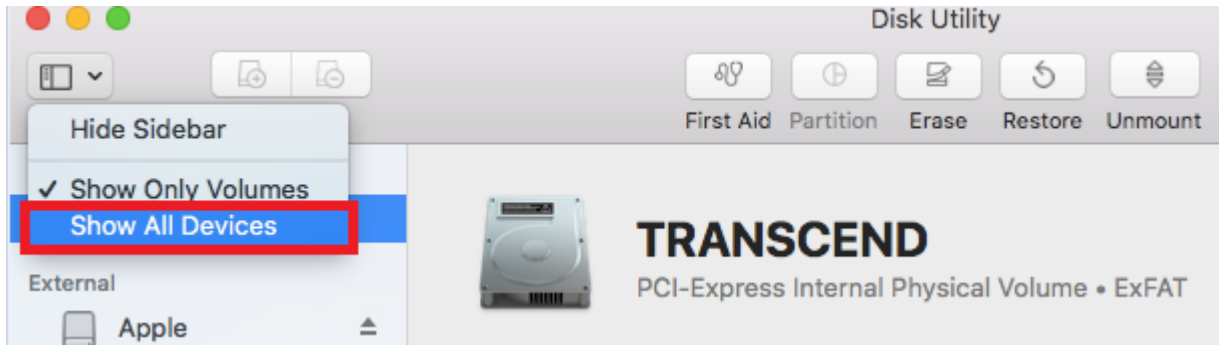 Disk Utility
First Aid Partition Erase Restore Unmount
Hide Sidebar
✓ Show Only Volumes
Show All Devices
External
Apple
TRANSCEND
PCI-Express Internal Physical Volume • ExFAT